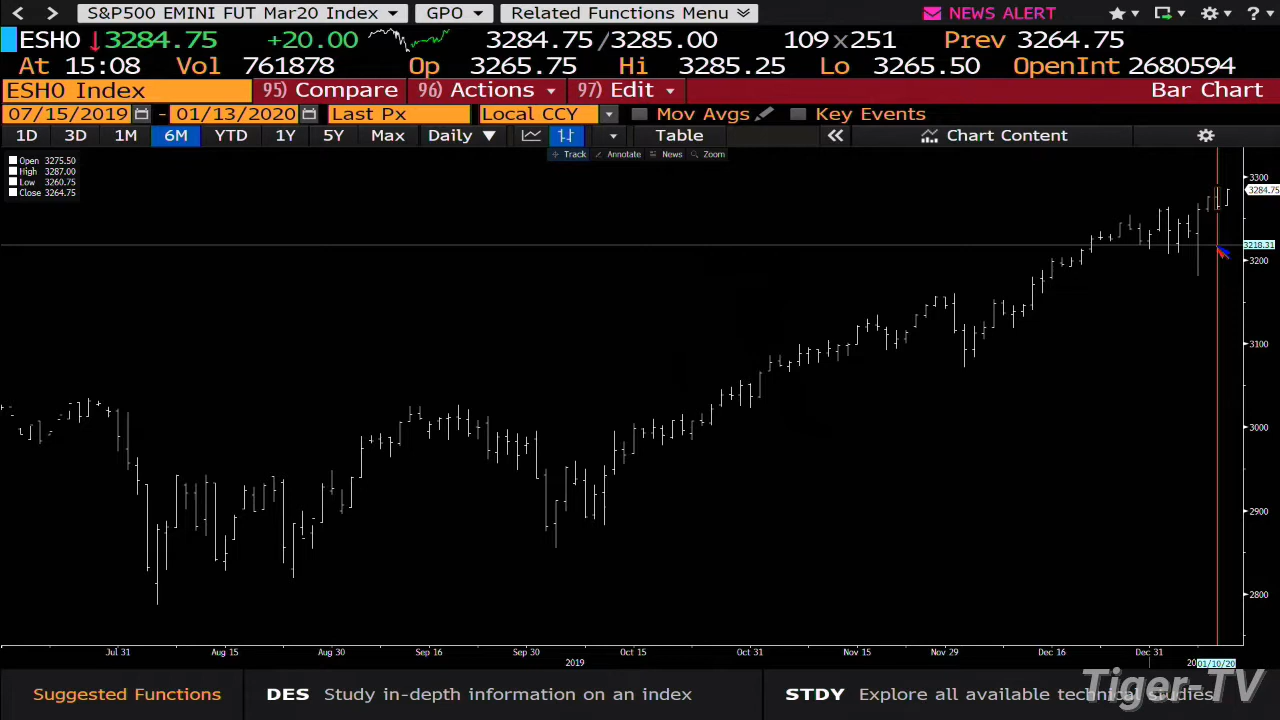 S&P500 EMINI FUT Mar20 Index GPO Related Functions Menu NEWS ALERT ?
ESH0 3284.75 +20.00 3284.75/3285.00 109x251 Prev 3264.75
At 15:08 Vol 761878 Op 3265.75 Hi 3285.25 Lo 3265.50 OpenInt 2680594
ESH0 Index 95) Compare 96) Actions 97) Edit Bar Chart
07/15/2019 - 01/13/2020 Last Px Local CCY Mov Avgs Key Events
1D 3D 1M 6M YTD 1Y 5Y Max Daily Table Chart Content
Track Annotate News Zoom
Open 3275.50
High 3287.00
Low 3260.75
Close 3264.75
3300
3284.75
3218.31
3200
3100
3000
2900
2800
Jul 31 Aug 15 Aug 30 Sep 16 Sep 30 Oct 15 Oct 31 Nov 15 Nov 29 Dec 16 Dec 31
2019 20 01/10/20
Suggested Functions DES Study in-depth information on an index STDY Explore all available technical studies
Tiger-TV